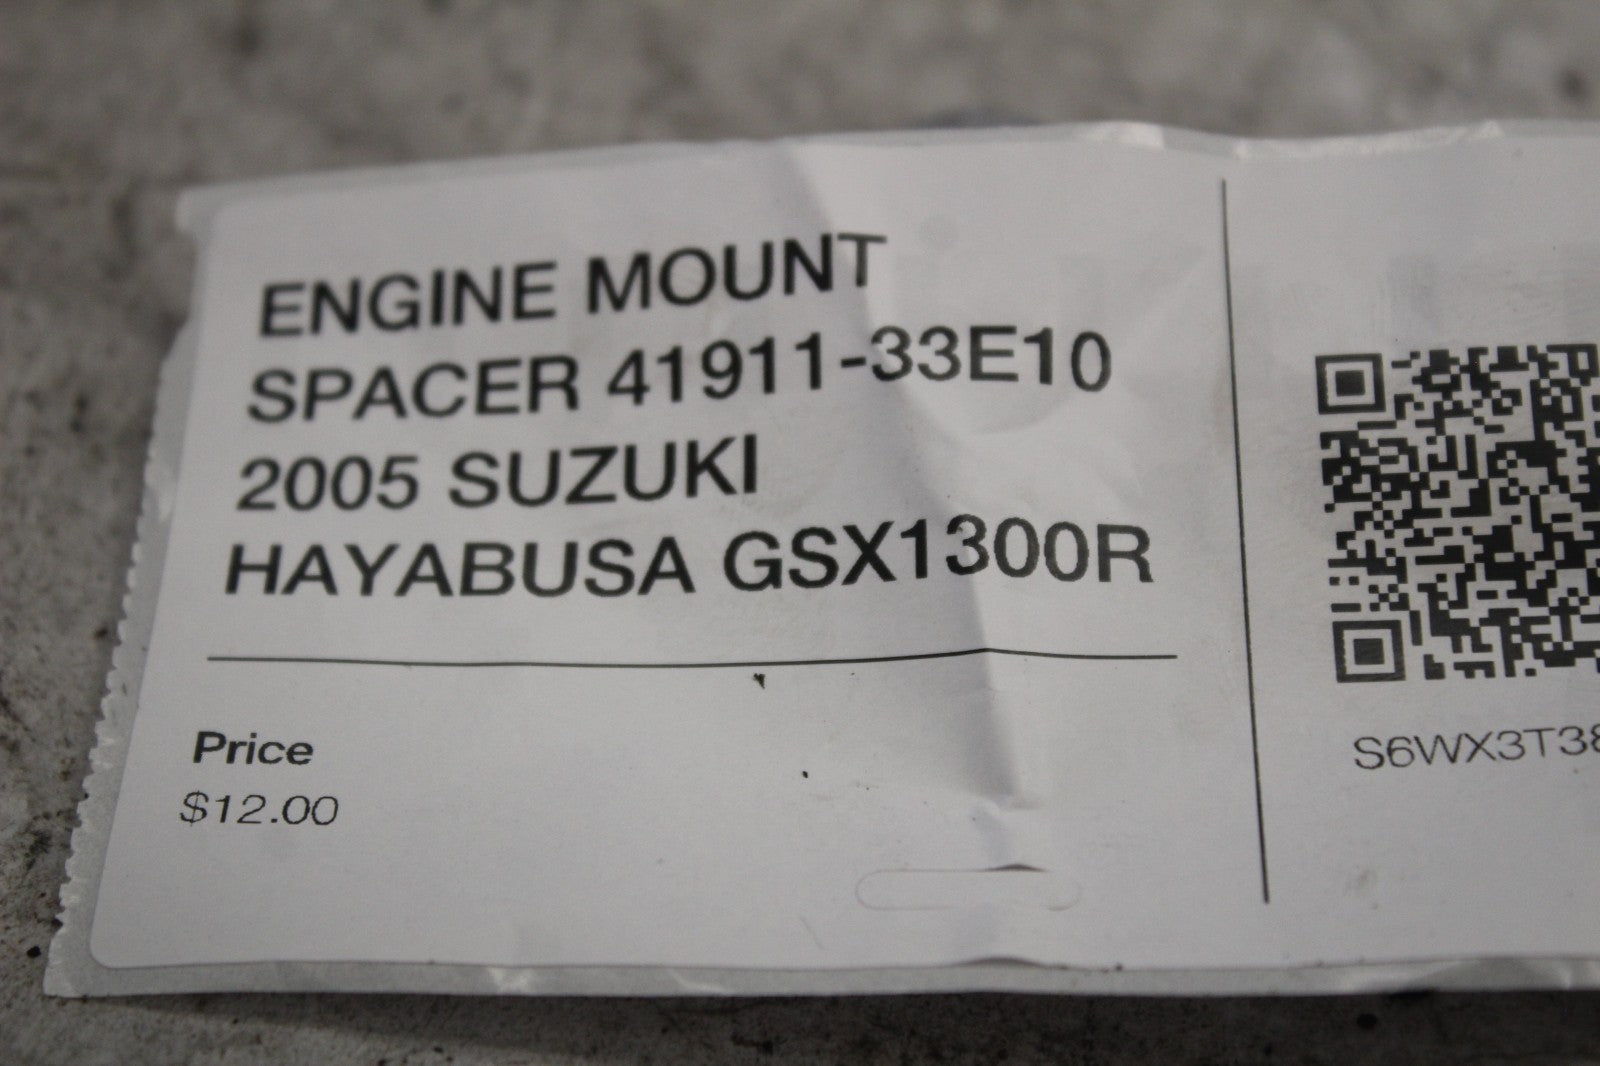 ENGINE MOUNT
SPACER 41911-33E10
2005 SUZUKI
HAYABUSA GSX1300R
Price
$12.00
S6WX3T38